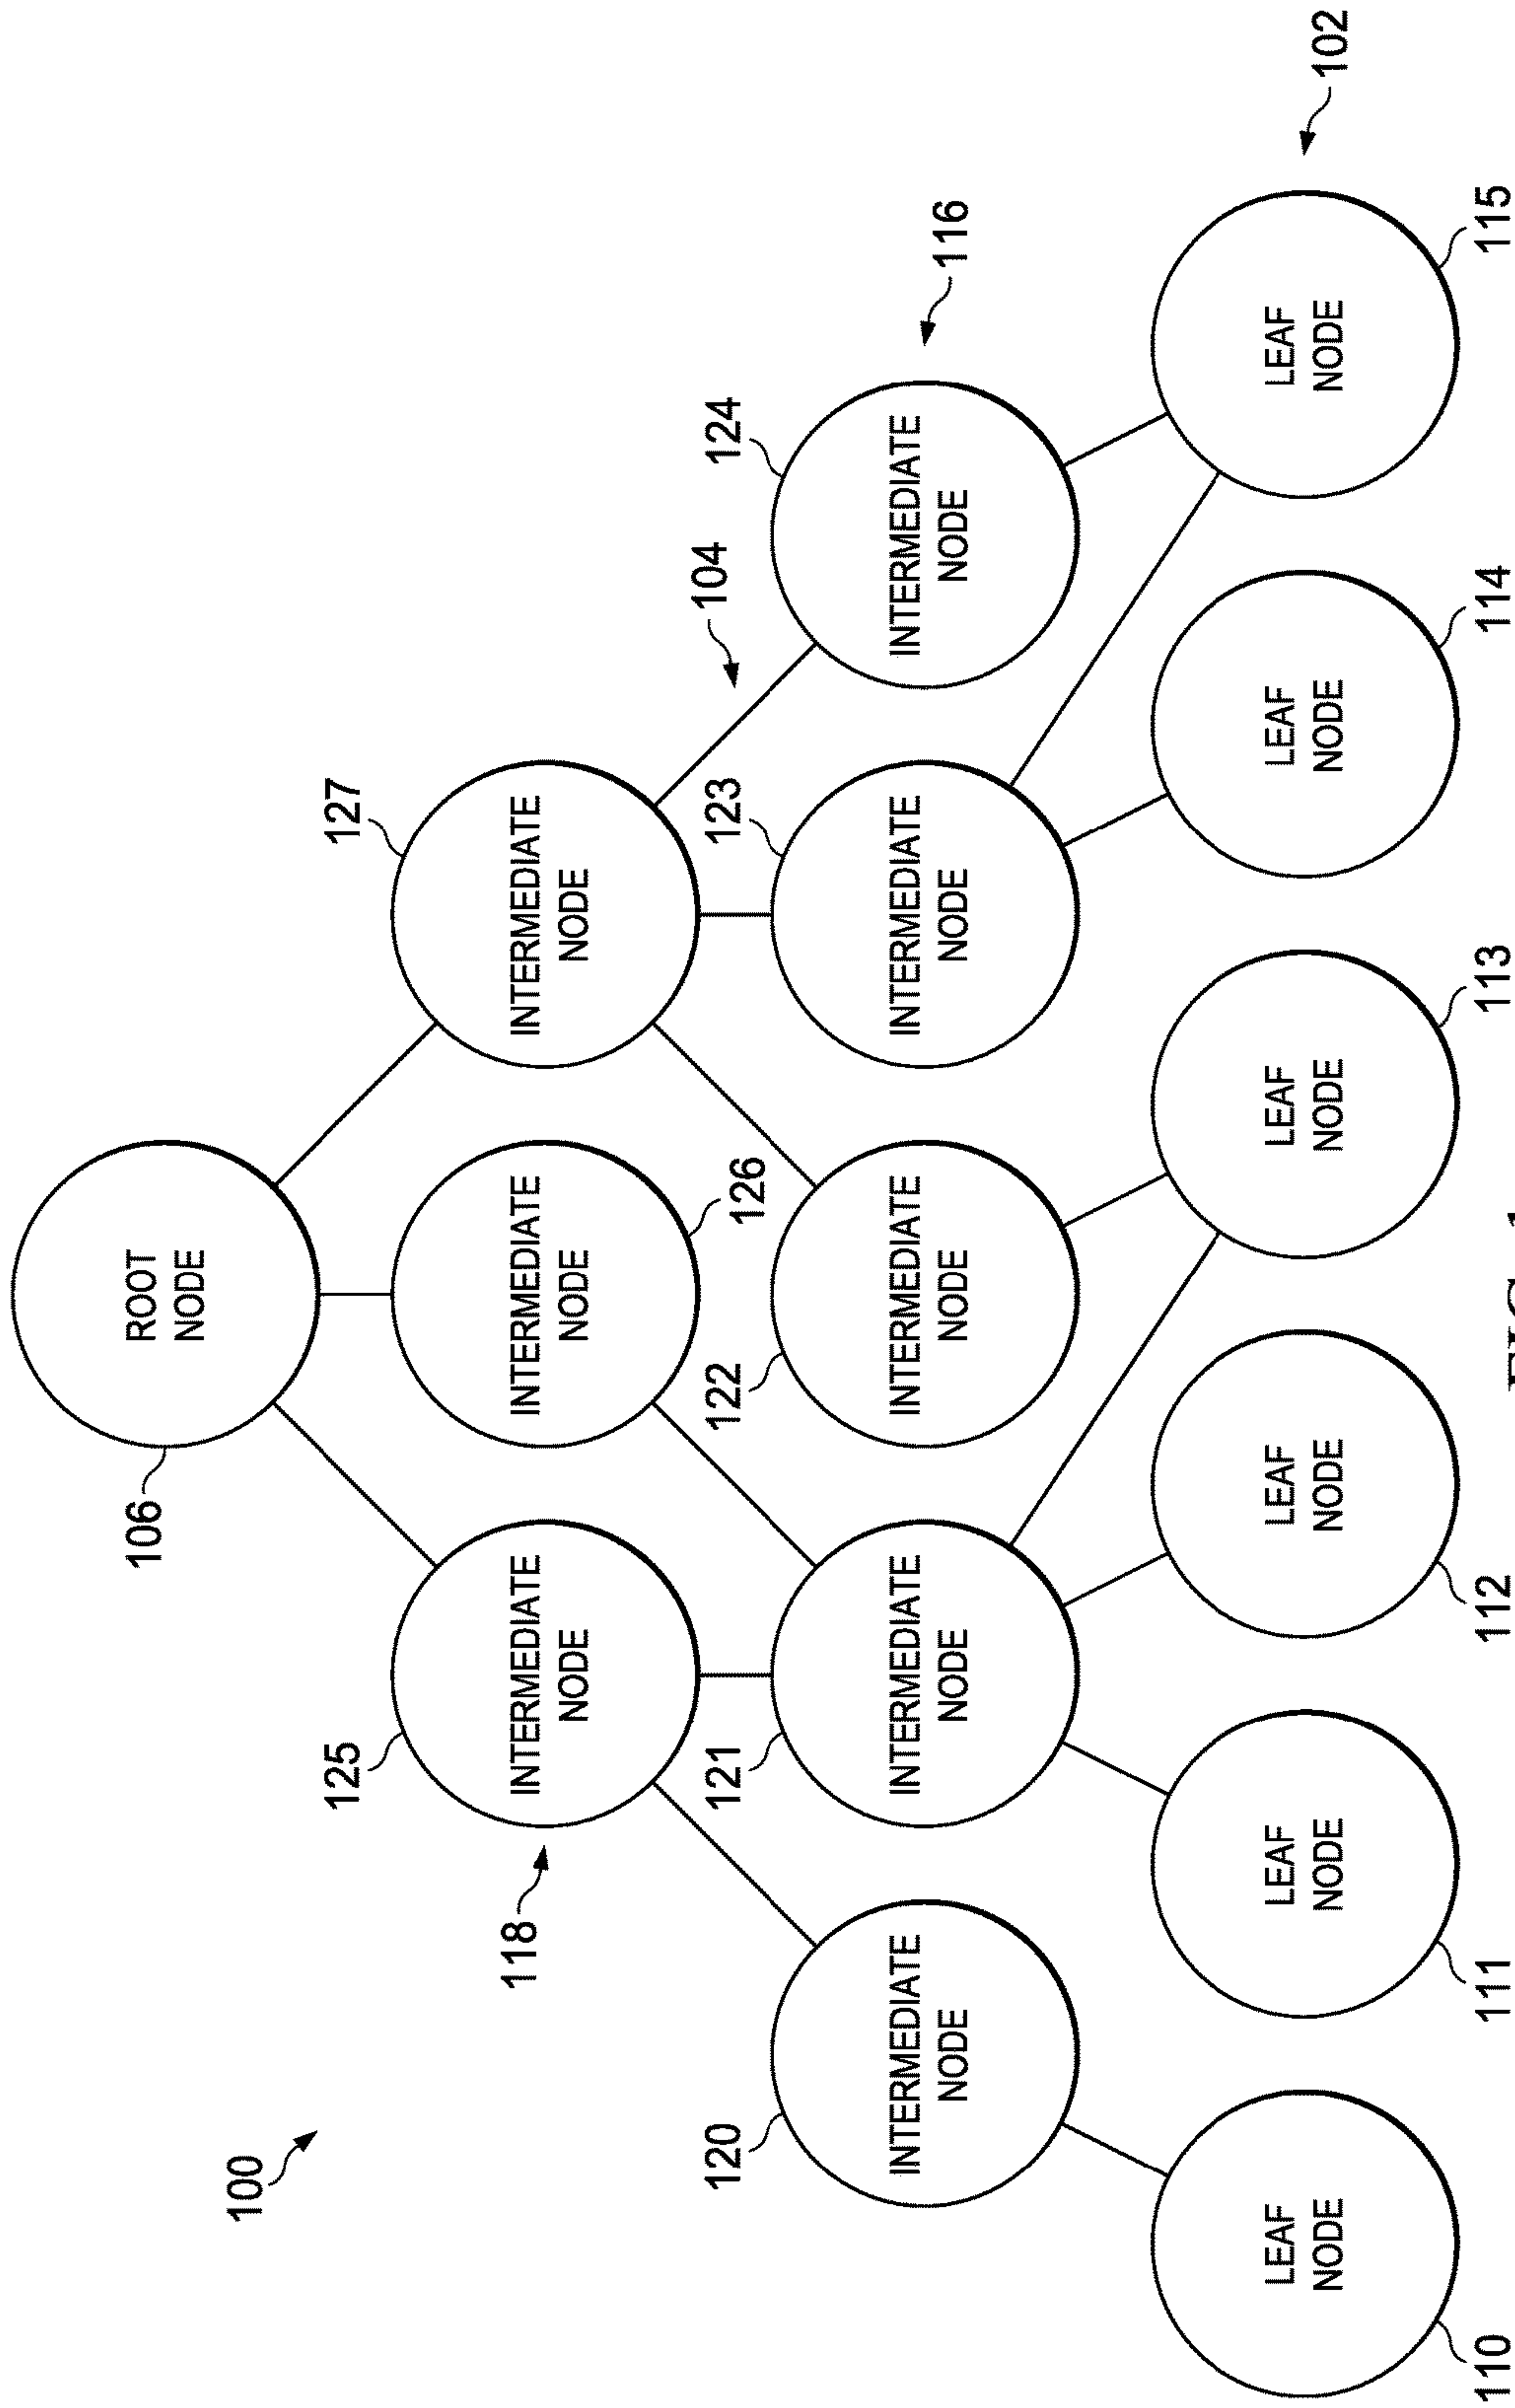 100
106
ROOT
NODE
118
125
INTERMEDIATE
NODE
INTERMEDIATE
NODE
126
127
INTERMEDIATE
NODE
104
120
INTERMEDIATE
NODE
121
INTERMEDIATE
NODE
122
INTERMEDIATE
NODE
123
INTERMEDIATE
NODE
124
INTERMEDIATE
NODE
116
LEAF
NODE
110
LEAF
NODE
111
LEAF
NODE
112
LEAF
NODE
113
LEAF
NODE
114
LEAF
NODE
115
102